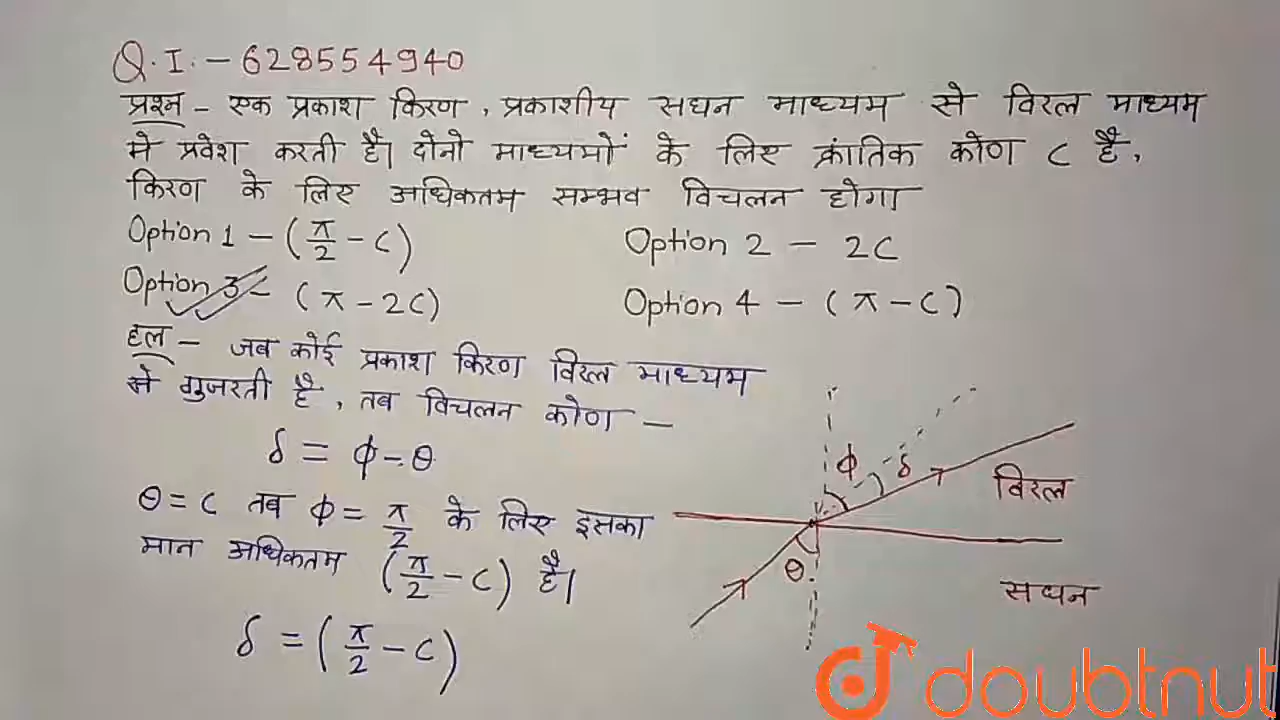 Q.I. - 628554940
प्रश्न - एक प्रकाश किरण, प्रकाशीय सघन माध्यम से विरल माध्यम
मे प्रवेश करती है। दोनो माध्यमों के लिए क्रांतिक कोण C है,
किरण के लिए अधिकतम सम्भव विचलन होगा
Option 1 - (π/2 - C) Option 2 - 2C
Option 3 - (π - 2C) Option 4 - (π - C)
हल - जब कोई प्रकाश किरण विरल माध्यम
से गुजरती है, तब विचलन कोण -
δ = ϕ - θ
θ = C तब ϕ = π/2 के लिए इसका
मान अधिकतम (π/2 - C) है।
δ = (π/2 - C)
ϕ δ
विरल
θ
सघन
doubtnut